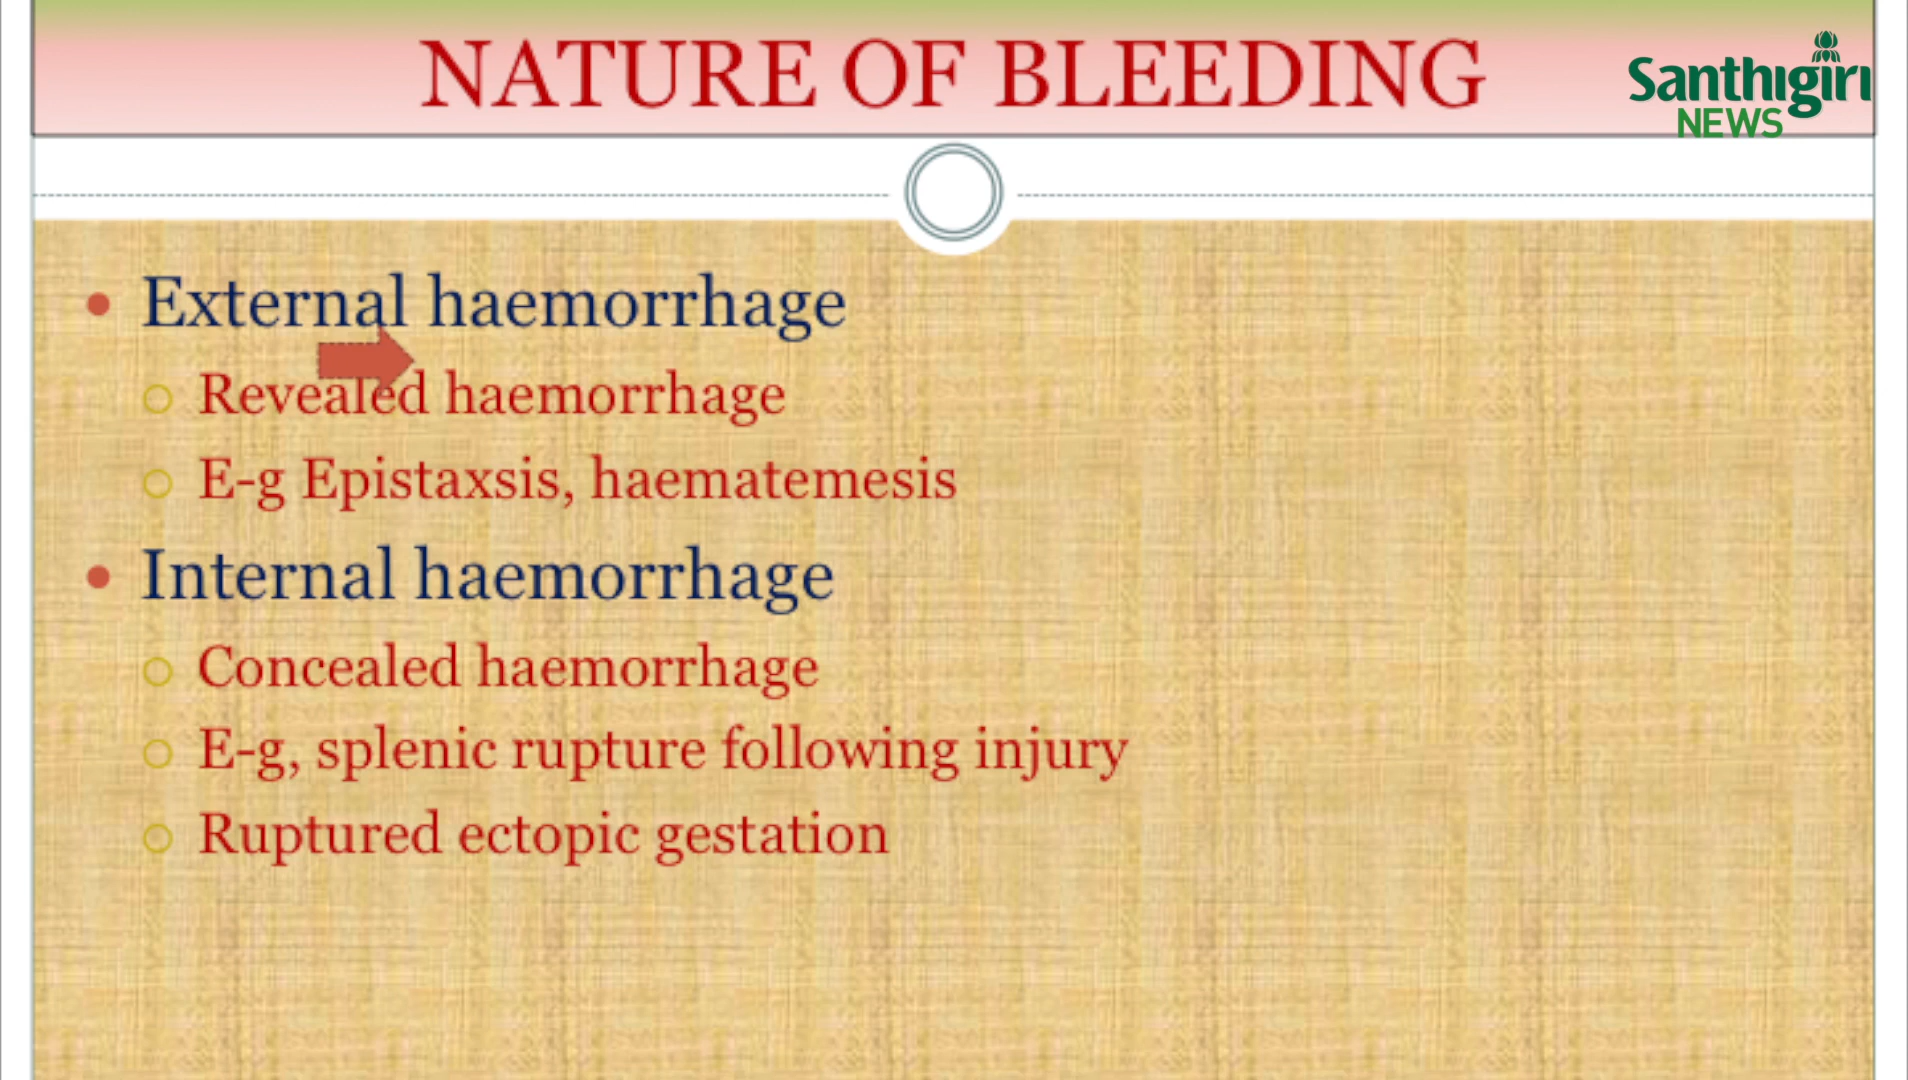 NATURE OF BLEEDING
Santhigiri
NEWS
External haemorrhage
Revealed haemorrhage
E-g Epistaxsis, haematemesis
Internal haemorrhage
Concealed haemorrhage
E-g, splenic rupture following injury
Ruptured ectopic gestation